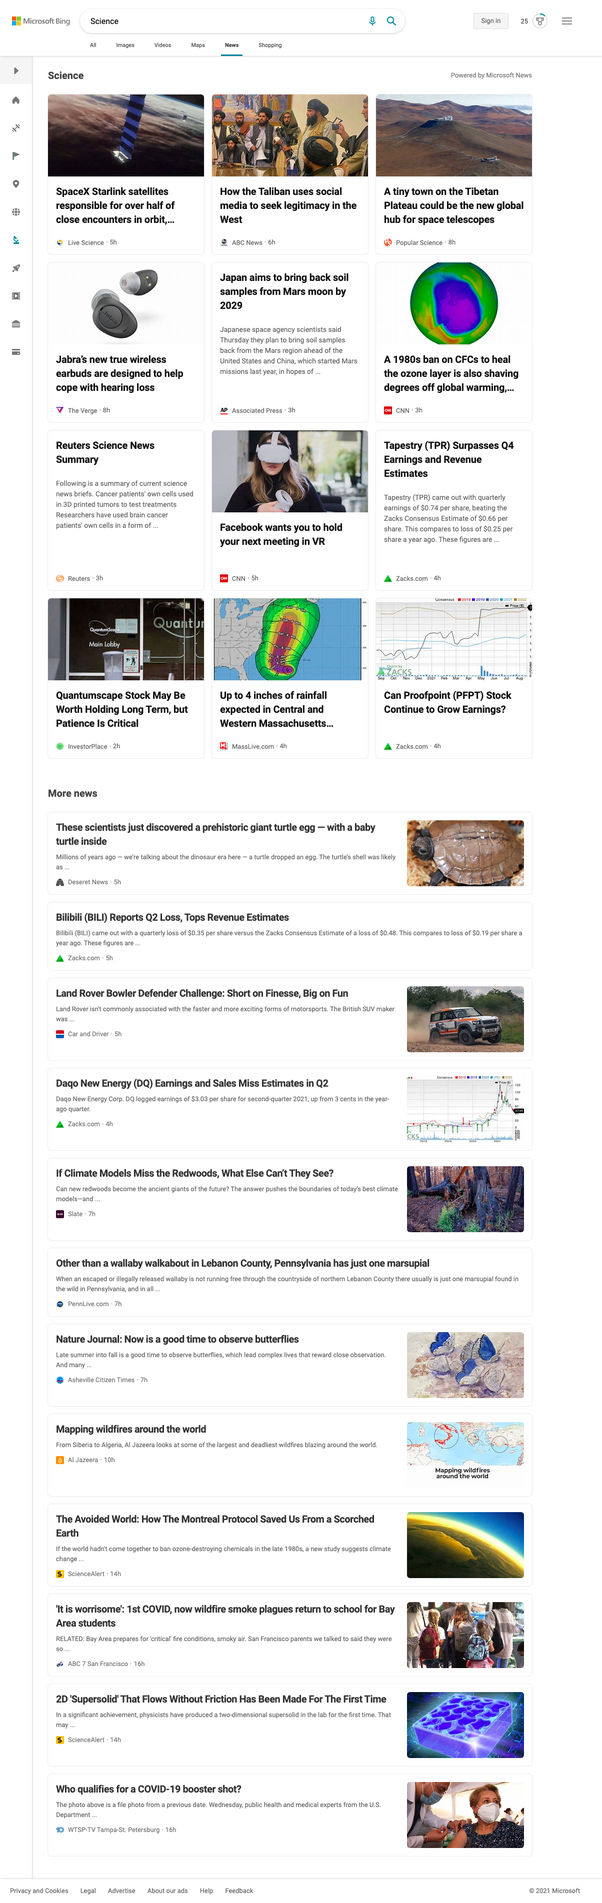 Microsoft Bing
Science
Sign in
25
All Images Videos Maps News Shopping
Science
Powered by Microsoft News
SpaceX Starlink satellites
responsible for over half of
close encounters in orbit,...
Live Science · 5h
How the Taliban uses social
media to seek legitimacy in the
West
ABC News · 6h
A tiny town on the Tibetan
Plateau could be the new global
hub for space telescopes
Popular Science · 8h
Jabra's new true wireless
earbuds are designed to help
cope with hearing loss
The Verge · 8h
Japan aims to bring back soil
samples from Mars moon by
2029
Japanese space agency scientists said
Thursday they plan to bring soil samples
back from the Mars region ahead of the
United States and China, which started Mars
missions last year, in hopes of ...
AP Associated Press · 3h
A 1980s ban on CFCs to heal
the ozone layer is also shaving
degrees off global warming,...
CNN · 3h
Reuters Science News
Summary
Following is a summary of current science
news briefs. Cancer patients' own cells used
in 3D printed tumors to test treatments
Researchers have used brain cancer
patients' own cells in a form of ...
Reuters · 3h
Facebook wants you to hold
your next meeting in VR
CNN · 5h
Tapestry (TPR) Surpasses Q4
Earnings and Revenue
Estimates
Tapestry (TPR) came out with quarterly
earnings of $0.74 per share, beating the
Zacks Consensus Estimate of $0.66 per
share. This compares to loss of $0.25 per
share a year ago. These figures are ...
Zacks.com · 4h
QuantumScape
Main Lobby
Quantum
Quantumscape Stock May Be
Worth Holding Long Term, but
Patience Is Critical
InvestorPlace · 2h
Up to 4 inches of rainfall
expected in Central and
Western Massachusetts...
MassLive.com · 4h
ZACKS
Can Proofpoint (PFPT) Stock
Continue to Grow Earnings?
Zacks.com · 4h
More news
These scientists just discovered a prehistoric giant turtle egg — with a baby
turtle inside
Millions of years ago — we're talking about the dinosaur era here — a turtle dropped an egg. The turtle's shell was likely
as ...
Deseret News · 5h
Bilibili (BILI) Reports Q2 Loss, Tops Revenue Estimates
Bilibili (BILI) came out with a quarterly loss of $0.35 per share versus the Zacks Consensus Estimate of a loss of $0.48. This compares to loss of $0.19 per share a
year ago. These figures are ...
Zacks.com · 5h
Land Rover Bowler Defender Challenge: Short on Finesse, Big on Fun
Land Rover isn't commonly associated with the faster and more exciting forms of motorsports. The British SUV maker
was ...
Car and Driver · 5h
Daqo New Energy (DQ) Earnings and Sales Miss Estimates in Q2
Daqo New Energy Corp. DQ logged earnings of $3.03 per share for second-quarter 2021, up from 3 cents in the year-
ago quarter.
Zacks.com · 4h
If Climate Models Miss the Redwoods, What Else Can't They See?
Can new redwoods become the ancient giants of the future? The answer pushes the boundaries of today's best climate
models—and ...
Slate · 7h
Other than a wallaby walkabout in Lebanon County, Pennsylvania has just one marsupial
When an escaped or illegally released wallaby is not running free through the countryside of northern Lebanon County there usually is just one marsupial found in
the wild in Pennsylvania, and in all ...
PennLive.com · 7h
Nature Journal: Now is a good time to observe butterflies
Late summer into fall is a good time to observe butterflies, which lead complex lives that reward close observation.
And many ...
Asheville Citizen Times · 7h
Mapping wildfires around the world
From Siberia to Algeria, Al Jazeera looks at some of the largest and deadliest wildfires blazing around the world.
Al Jazeera · 10h
Mapping wildfires
around the world
The Avoided World: How The Montreal Protocol Saved Us From a Scorched
Earth
If the world hadn't come together to ban ozone-destroying chemicals in the late 1980s, a new study suggests climate
change ...
ScienceAlert · 14h
'It is worrisome': 1st COVID, now wildfire smoke plagues return to school for Bay
Area students
RELATED: Bay Area prepares for 'critical' fire conditions, smoky air. San Francisco parents we talked to said they were
so ...
ABC 7 San Francisco · 16h
2D 'Supersolid' That Flows Without Friction Has Been Made For The First Time
In a significant achievement, physicists have produced a two-dimensional supersolid in the lab for the first time. That
may ...
ScienceAlert · 14h
Who qualifies for a COVID-19 booster shot?
The photo above is a file photo from a previous date. Wednesday, public health and medical experts from the U.S.
Department ...
WTSP-TV Tampa-St. Petersburg · 16h
Privacy and Cookies Legal Advertise About our ads Help Feedback
© 2021 Microsoft